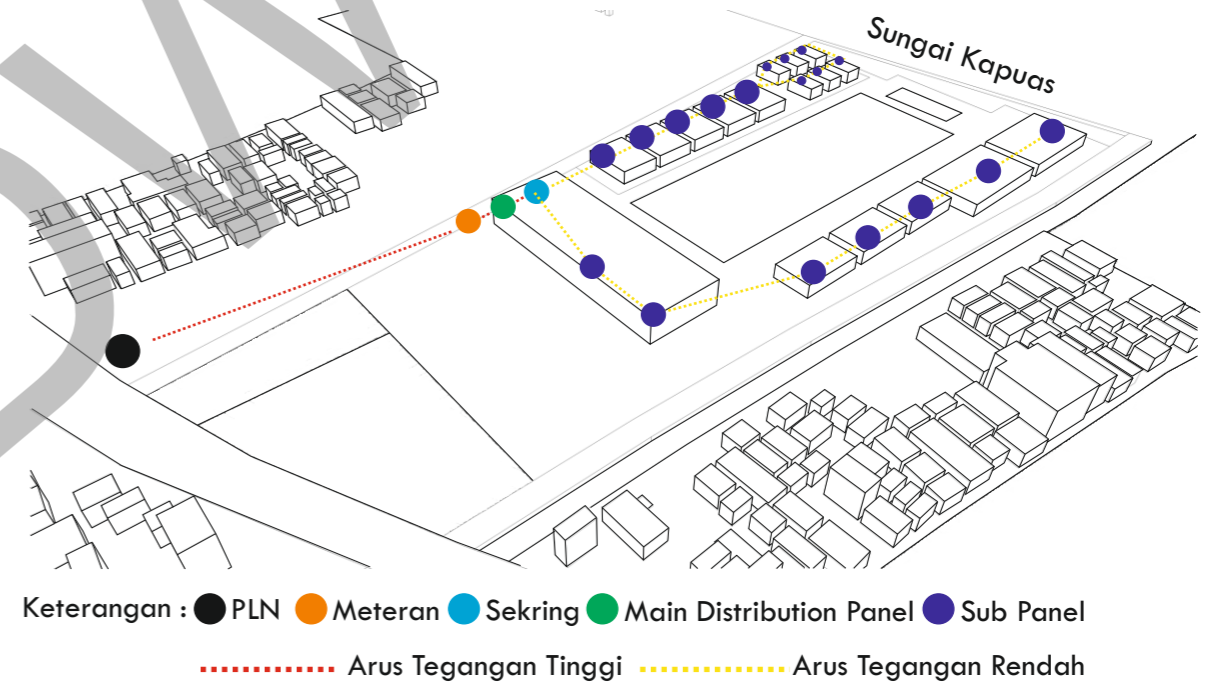 Sungai Kapuas
Keterangan : PLN Meteran Sekring Main Distribution Panel Sub Panel
Arus Tegangan Tinggi Arus Tegangan Rendah